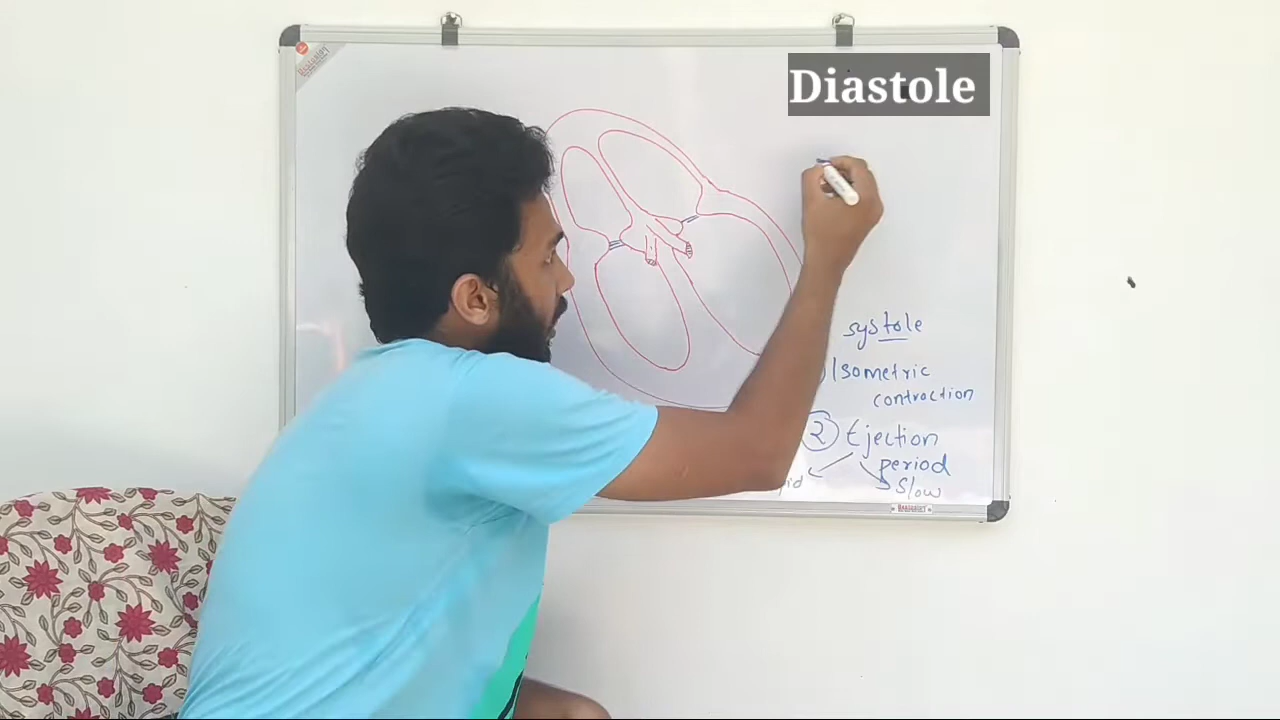 Diastole
systole
Isometric
contraction
2 Ejection
period
Slow